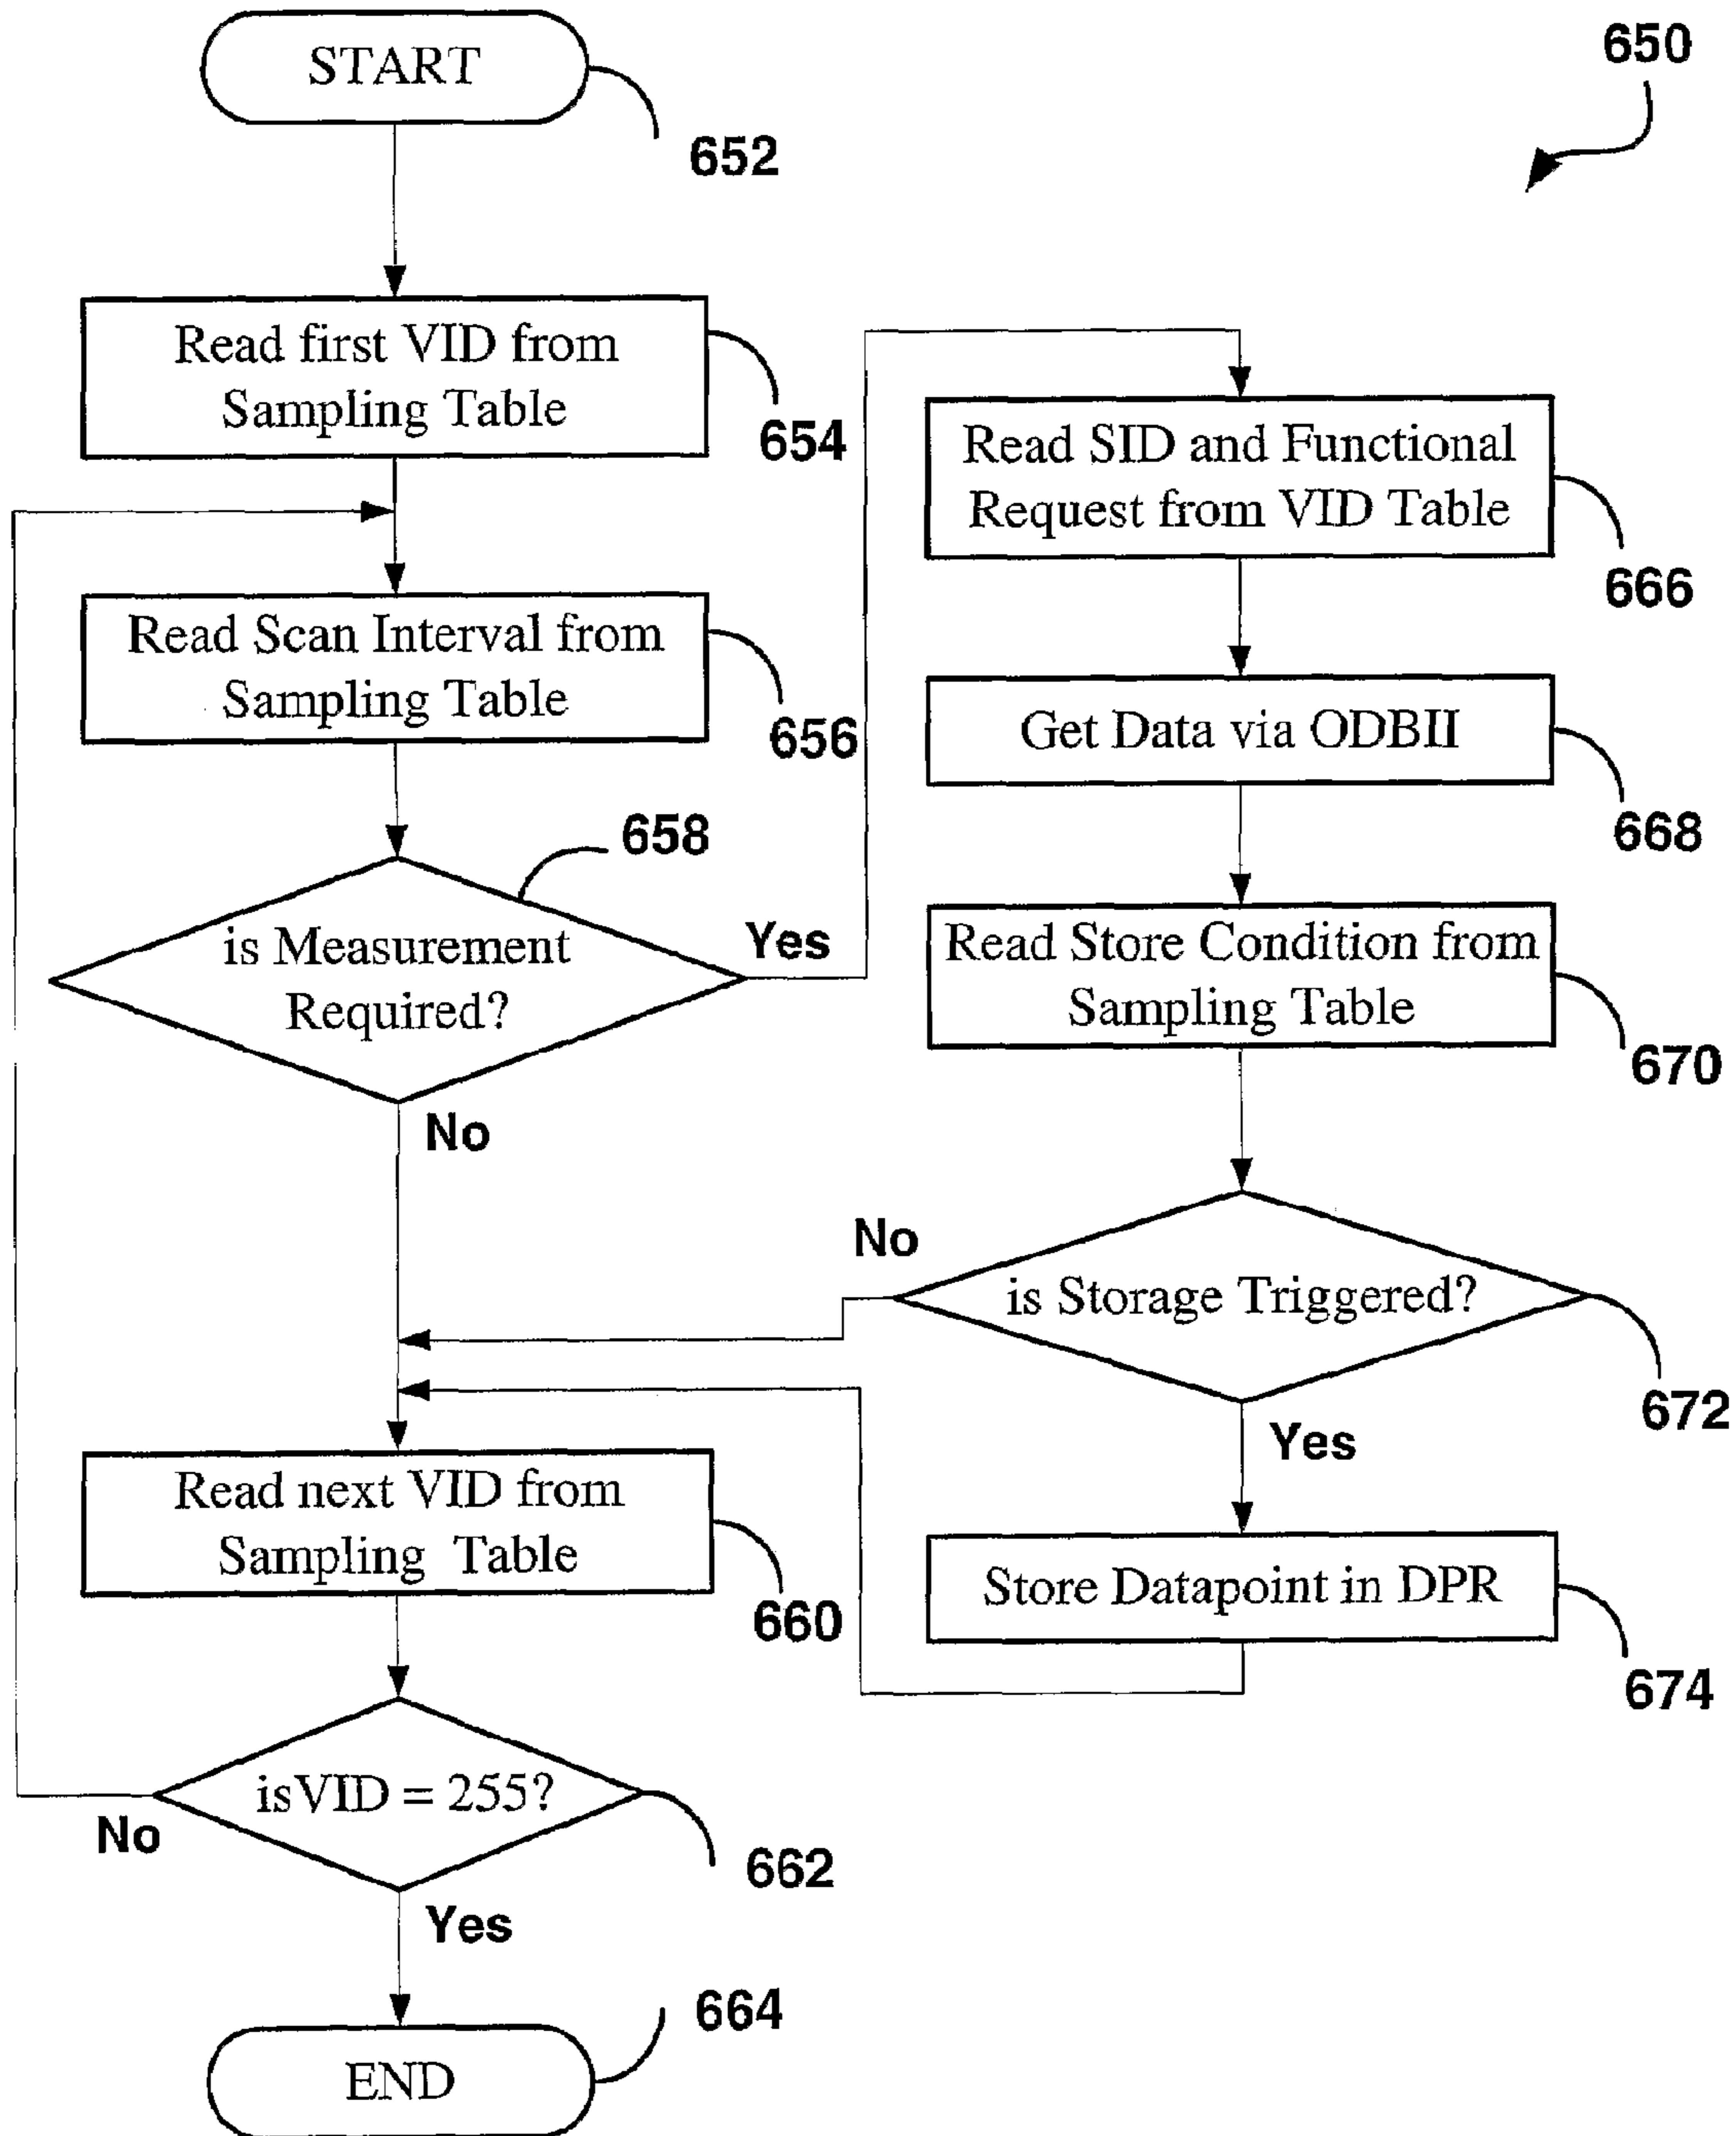 START
652
650
Read first VID from
Sampling Table
654
Read Scan Interval from
Sampling Table
656
658
is Measurement
Required?
Yes
No
Read SID and Functional
Request from VID Table
666
Get Data via ODBII
668
Read Store Condition from
Sampling Table
670
No
is Storage Triggered?
672
Yes
Store Datapoint in DPR
674
Read next VID from
Sampling Table
660
isVID = 255?
No
662
Yes
664
END